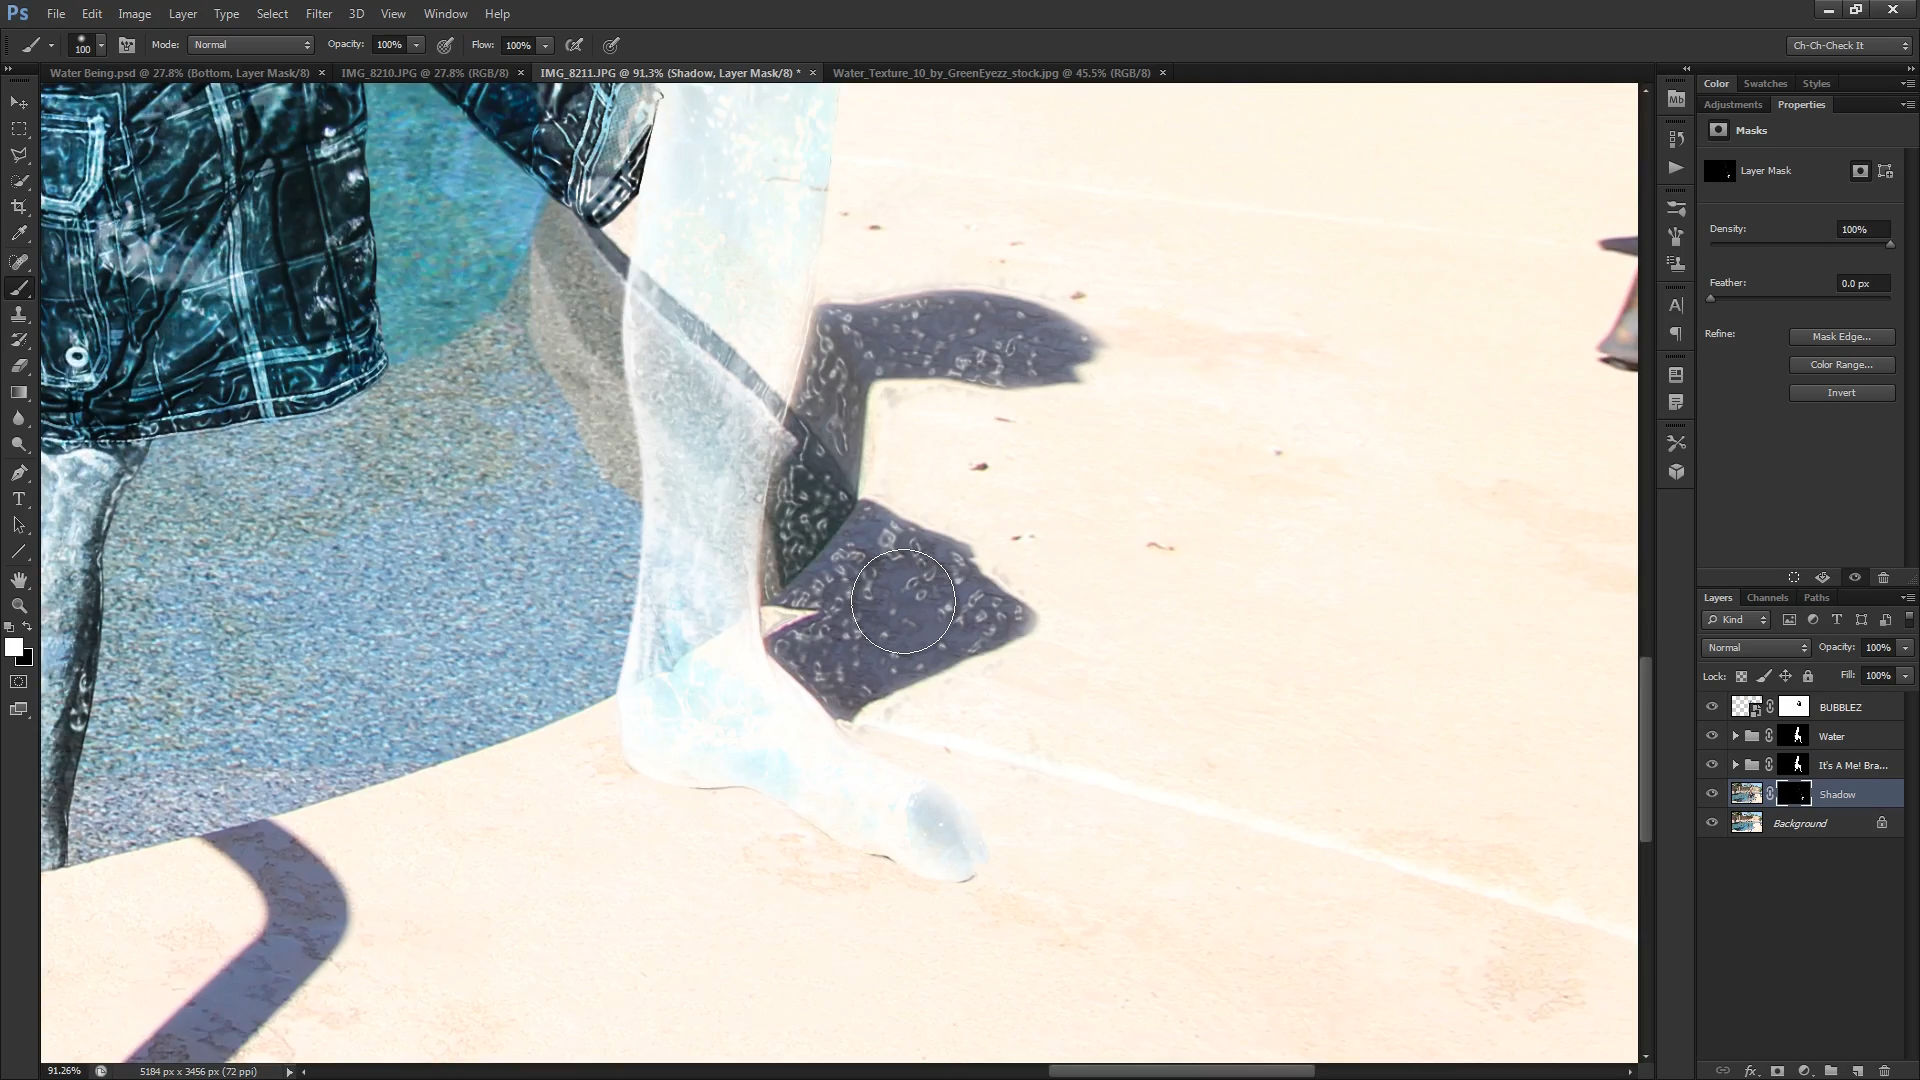 Ps File Edit Image Layer Type Select Filter 3D View Window Help
100 Mode: Normal Opacity: 100% Flow: 100% Ch-Ch-Check It
Water Being.psd @ 27.8% (Bottom, Layer Mask/8) × IMG_8210.JPG @ 27.8% (RGB/8) × IMG_8211.JPG @ 91.3% (Shadow, Layer Mask/8) * × Water_Texture_10_by_GreenEyezz_stock.jpg @ 45.5% (RGB/8) ×
Color Swatches Styles
Mb
Adjustments Properties
Masks
Layer Mask
Density: 100%
Feather: 0.0 px
Refine: Mask Edge...
Color Range...
Invert
Layers Channels Paths
Kind
Normal Opacity: 100%
Lock: Fill: 100%
BUBBLEZ
Water
It's A Me! Bra...
Shadow
Background
91.26% 5184 px x 3456 px (72 ppi)
fx